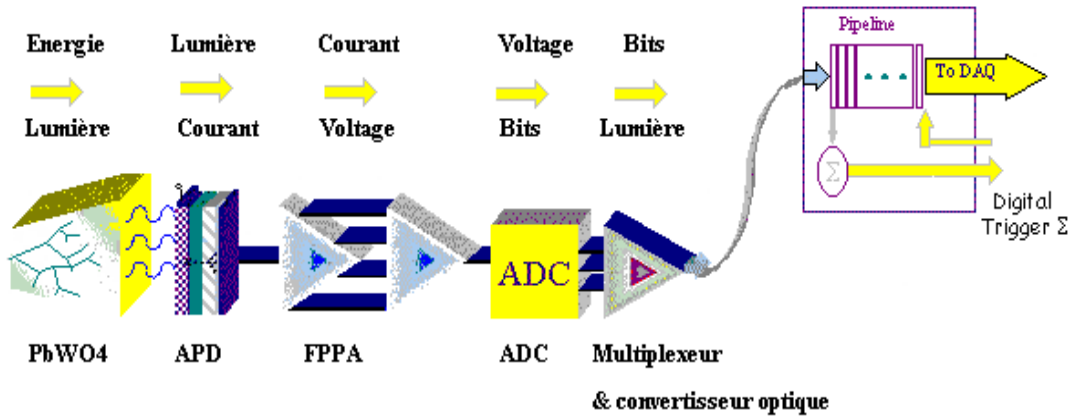 Energie
Lumière
Courant
Voltage
Bits
Lumière
Courant
Voltage
Bits
Lumière
Pipeline
To DAQ
Σ
Digital
Trigger Σ
ADC
PbWO4
APD
FPPA
ADC
Multiplexeur
& convertisseur optique